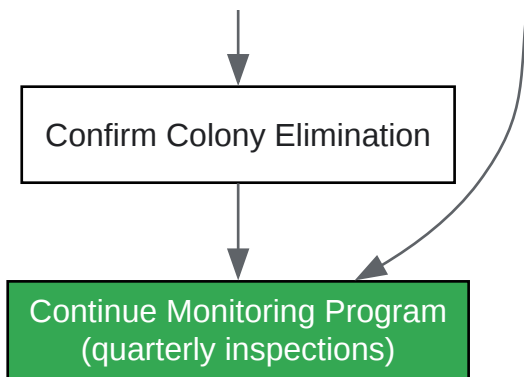 Confirm Colony Elimination
Continue Monitoring Program
(quarterly inspections)